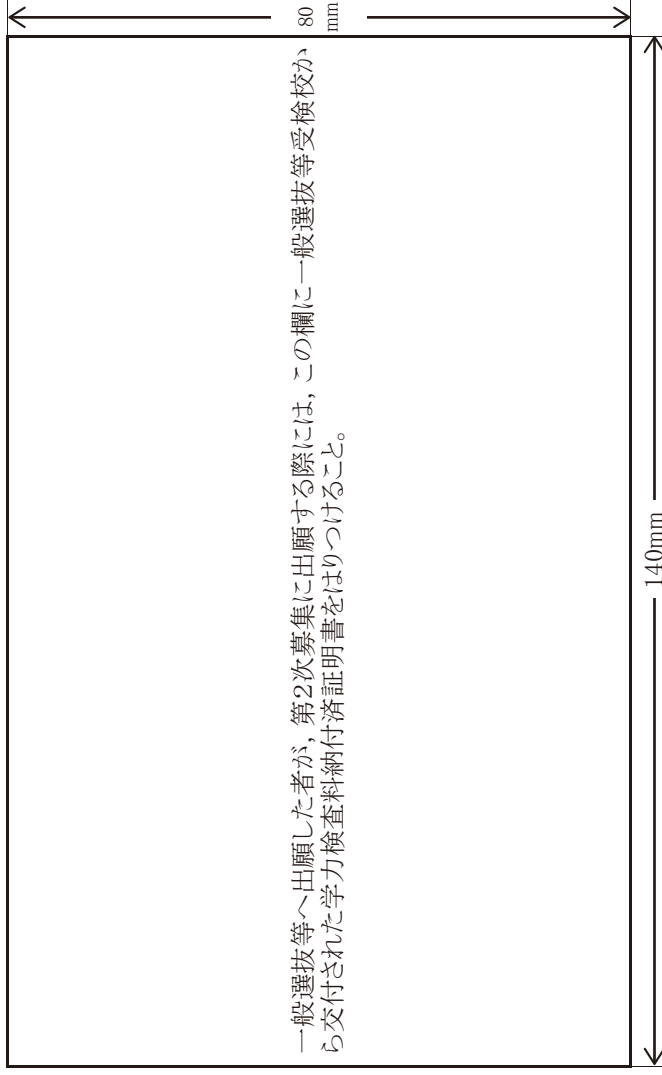 80
mm
一般選抜等へ出願した者が，第2次募集に出願する際には，この欄に一般選抜等受検校か
ら交付された学力検査料納付済証明書をはりつけること。
140mm